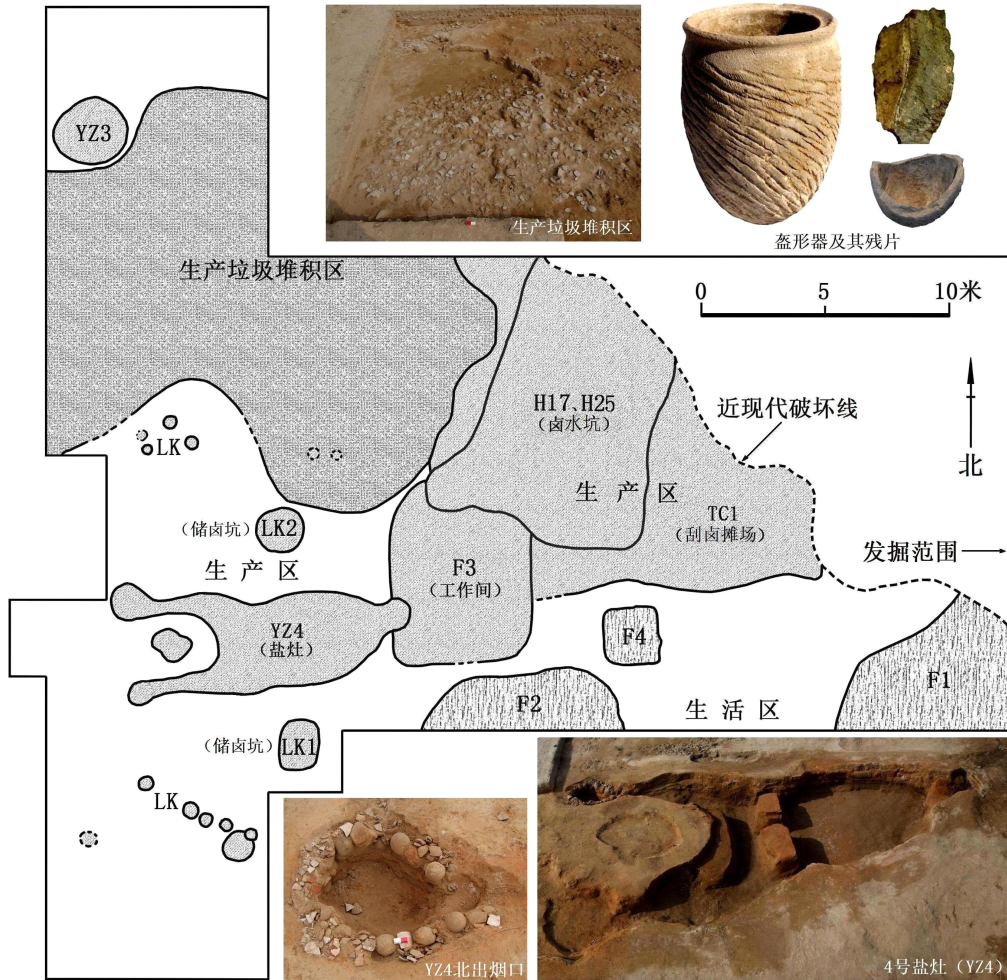 生产垃圾堆积区
盔形器及其残片
YZ3
生产垃圾堆积区
0 5 10米
北
H17、H25
(卤水坑)
近现代破坏线
生 产 区
LK
TC1
(刮卤摊场)
(储卤坑) LK2
发掘范围
生 产 区
F3
(工作间)
YZ4
(盐灶)
F4
F1
F2
生 活 区
(储卤坑) LK1
LK
YZ4北出烟口
4号盐灶(YZ4)